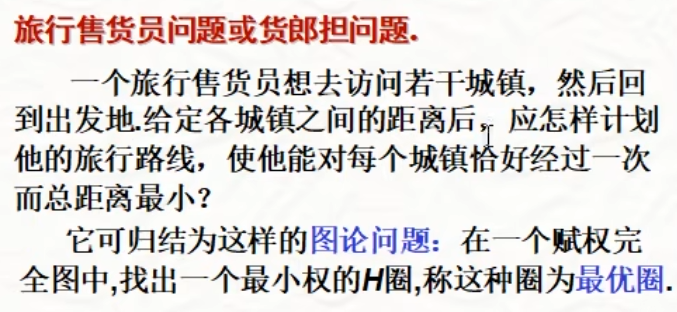 旅行售货员问题或货郎担问题.
一个旅行售货员想去访问若干城镇，然后回
到出发地.给定各城镇之间的距离后，应怎样计划
他的旅行路线，使他能对每个城镇恰好经过一次
而总距离最小？
它可归结为这样的图论问题：在一个赋权完
全图中,找出一个最小权的H圈,称这种圈为最优圈.